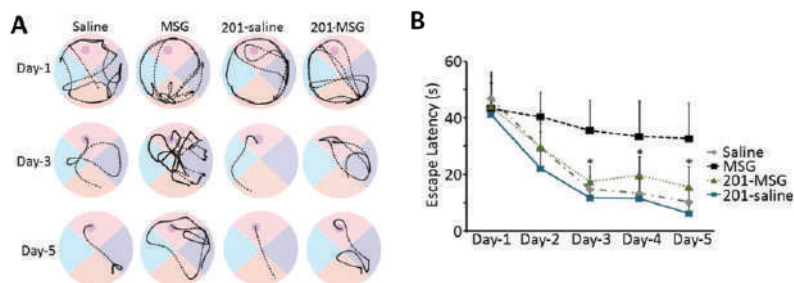 A
Saline MSG 201-saline 201-MSG
Day-1
Day-3
Day-5
B
Escape Latency (s)
60
40
20
0
Day-1 Day-2 Day-3 Day-4 Day-5
* * *
Saline
MSG
201-MSG
201-saline